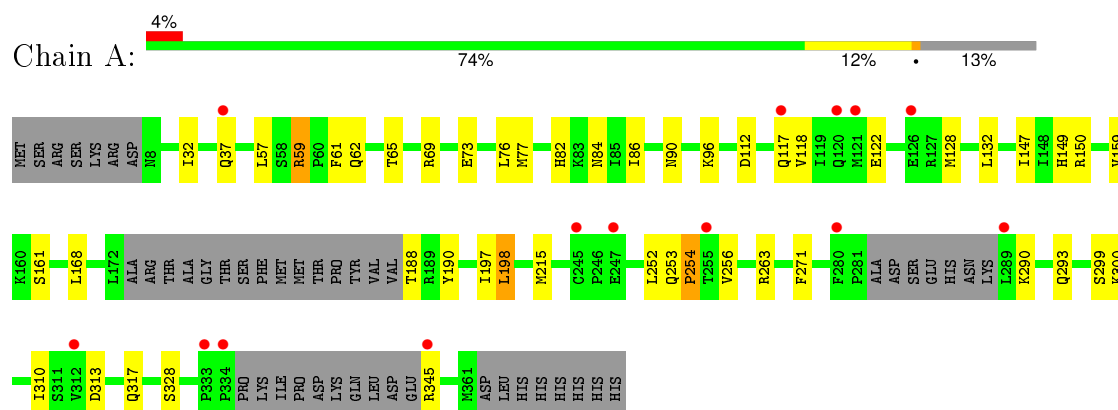 4%
Chain A:
74% 12% • 13%
MET SER ARG SER LYS ARG ASP N8 I32 Q37 L57 S58 R59 P60 F61 Q62 T65 R69 E73 L76 M77 H82 K83 N84 I85 I86 N90 K96 D112 Q117 V118 I119 Q120 M121 E122 E126 R127 M128 L132 I147 I148 H149 R150 V159
K160 S161 L168 L172 ALA ARG THR ALA GLY THR SER PHE MET MET THR PRO TYR VAL VAL T188 R189 Y190 I197 L198 M215 C245 P246 E247 L252 Q253 P254 T255 V256 R263 F271 F280 P281 ALA ASP SER GLU HIS ASN LYS L289 K290 Q293 S299 K300
I310 S311 V312 D313 Q317 S328 P333 P334 PRO LYS ILE PRO ASP LYS GLN LEU ASP GLU R345 M361 ASP LEU HIS HIS HIS HIS HIS HIS